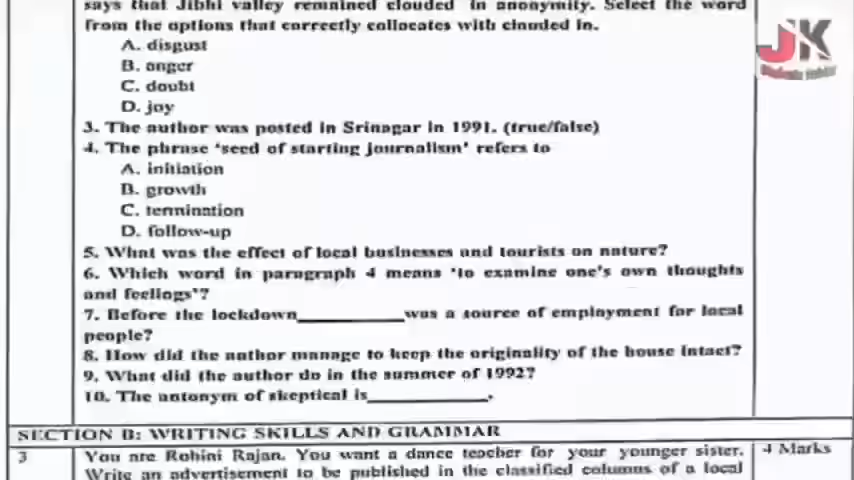 says that Jibhi valley remained clouded in anonymity. Select the word
from the options that correctly collocates with clouded in.
A. disgust
B. anger
C. doubt
D. joy
3. The author was posted in Srinagar in 1991. (true/false)
4. The phrase 'seed of starting journalism' refers to
A. initiation
B. growth
C. termination
D. follow-up
5. What was the effect of local businesses and tourists on nature?
6. Which word in paragraph 4 means 'to examine one's own thoughts
and feelings'?
7. Before the lockdown__________was a source of employment for local
people?
8. How did the author manage to keep the originality of the house intact?
9. What did the author do in the summer of 1992?
10. The antonym of skeptical is___________.
SECTION B: WRITING SKILLS AND GRAMMAR
3 You are Rohini Rajan. You want a dance teacher for your younger sister. 4 Marks
Write an advertisement to be published in the classified columns of a local
JK